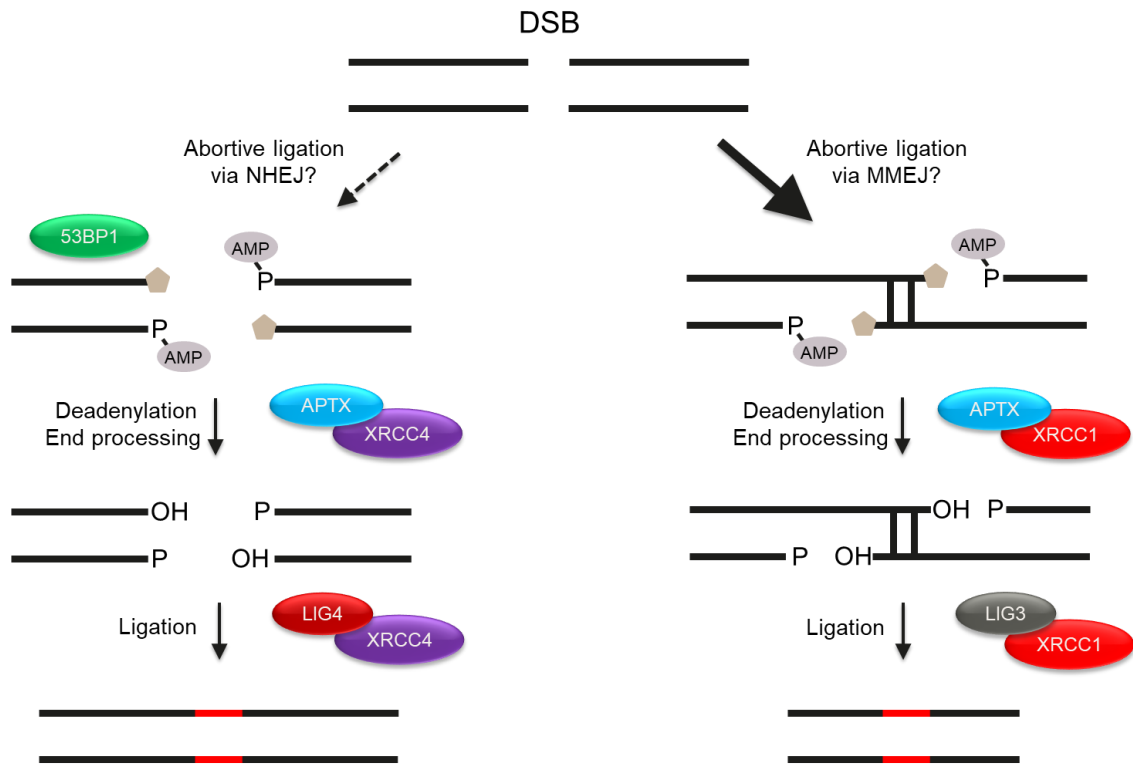 DSB
Abortive ligation
via NHEJ?
Abortive ligation
via MMEJ?
53BP1
AMP
P
P
AMP
AMP
P
P
AMP
Deadenylation
End processing
APTX
XRCC4
Deadenylation
End processing
APTX
XRCC1
OH P
P OH
OH P
P OH
Ligation
LIG4
XRCC4
Ligation
LIG3
XRCC1